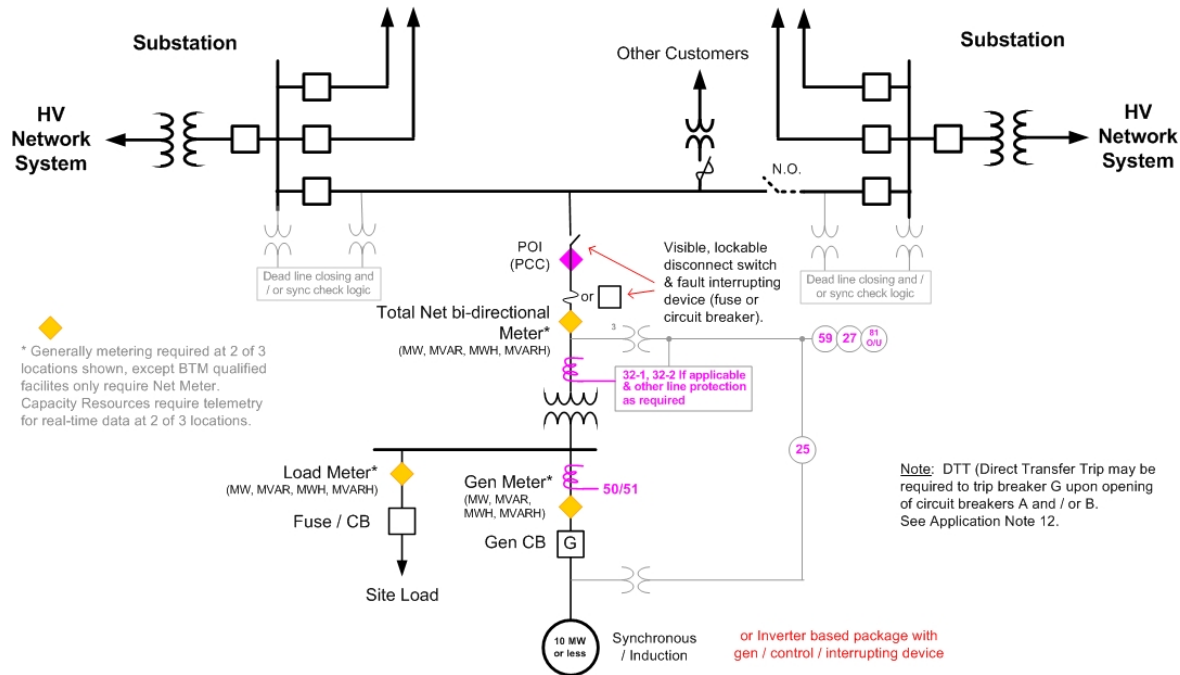 Substation
Substation
Other Customers
HV
Network
System
HV
Network
System
N.O.
POI
(PCC)
Visible, lockable
disconnect switch
& fault interrupting
device (fuse or
circuit breaker).
Dead line closing and
/ or sync check logic
Dead line closing and /
or sync check logic
or
Total Net bi-directional
Meter*
(MW, MVAR, MWH, MVARH)
3
59
27
81
O/U
* Generally metering required at 2 of 3
locations shown, except BTM qualified
facilites only require Net Meter.
Capacity Resources require telemetry
for real-time data at 2 of 3 locations.
32-1, 32-2 If applicable
& other line protection
as required
25
Load Meter*
(MW, MVAR, MWH, MVARH)
Gen Meter*
(MW, MVAR,
MWH, MVARH)
50/51
Note: DTT (Direct Transfer Trip may be
required to trip breaker G upon opening
of circuit breakers A and / or B.
See Application Note 12.
Fuse / CB
Gen CB
G
Site Load
10 MW
or less
Synchronous
/ Induction
or Inverter based package with
gen / control / interrupting device